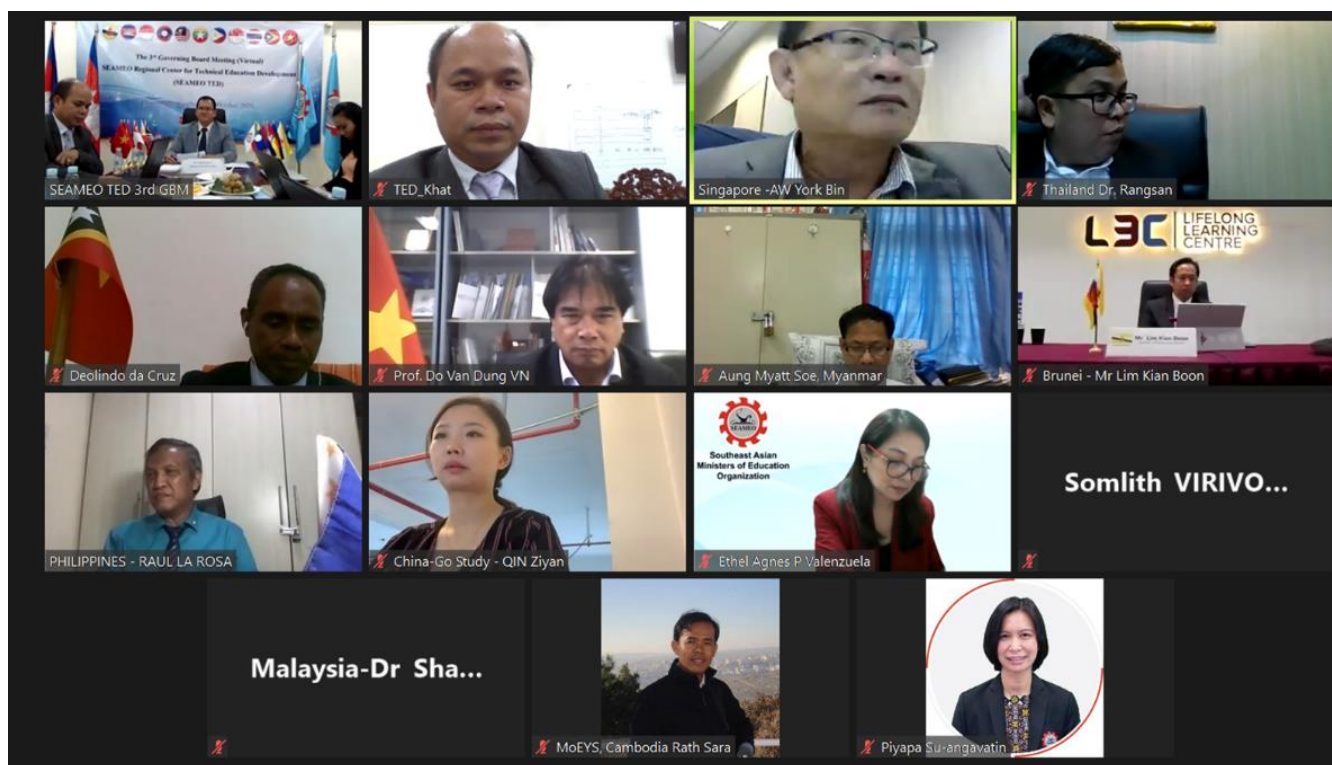 The 3rd Governing Board Meeting (Virtual)
SEAMEO Regional Center for Technical Education Development
(SEAMEO TED)
SEAMEO TED 3rd GBM
TED_Khat
Singapore -AW York Bin
Thailand Dr. Rangsan
Deolindo da Cruz
Prof. Do Van Dung VN
Aung Myatt Soe, Myanmar
L3C
LIFELONG
LEARNING
CENTRE
Mr Lim Kian Boon
Brunei - Mr Lim Kian Boon
PHILIPPINES - RAUL LA ROSA
China-Go Study - QIN Ziyan
SEAMEO
Southeast Asian
Ministers of Education
Organization
Ethel Agnes P Valenzuela
Somlith VIRIVO...
Malaysia-Dr Sha...
MoEYS, Cambodia Rath Sara
Piyapa Su-angavatin